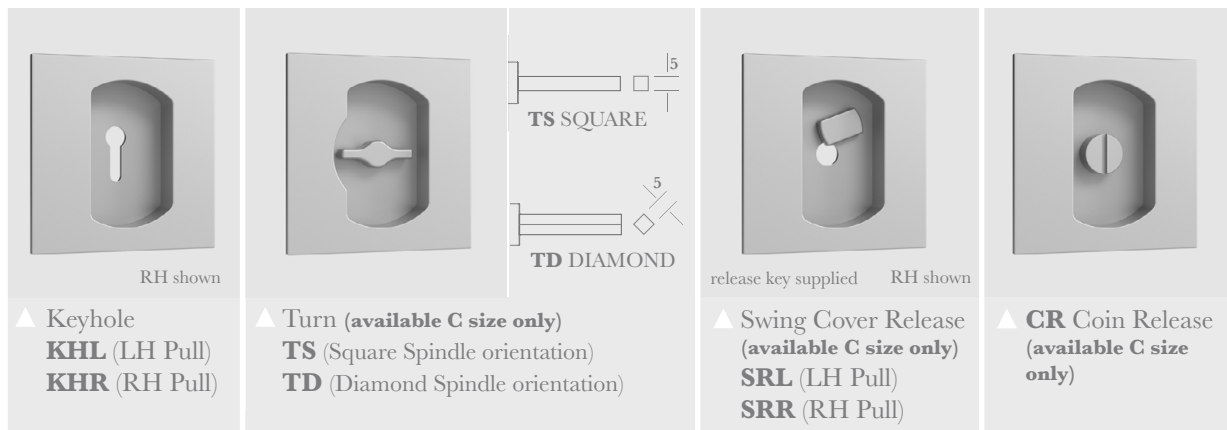 RH shown
Keyhole
KHL (LH Pull)
KHR (RH Pull)
5
TS SQUARE
5
TD DIAMOND
Turn (available C size only)
TS (Square Spindle orientation)
TD (Diamond Spindle orientation)
release key supplied RH shown
Swing Cover Release
(available C size only)
SRL (LH Pull)
SRR (RH Pull)
CR Coin Release
(available C size
only)